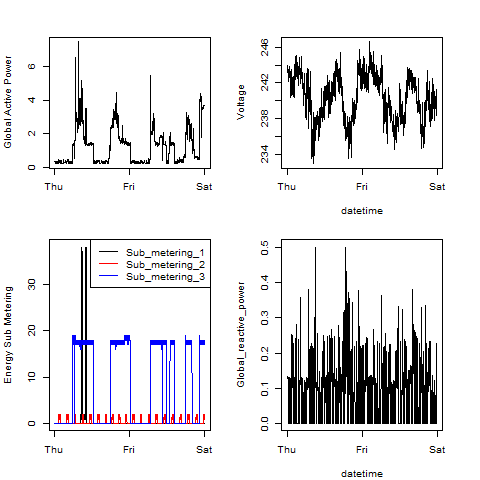 Global Active Power
0 2 4 6
Thu Fri Sat
Voltage
234 238 242 246
Thu Fri Sat
datetime
Energy Sub Metering
0 10 20 30
Sub_metering_1
Sub_metering_2
Sub_metering_3
Thu Fri Sat
Global_reactive_power
0.0 0.1 0.2 0.3 0.4 0.5
Thu Fri Sat
datetime